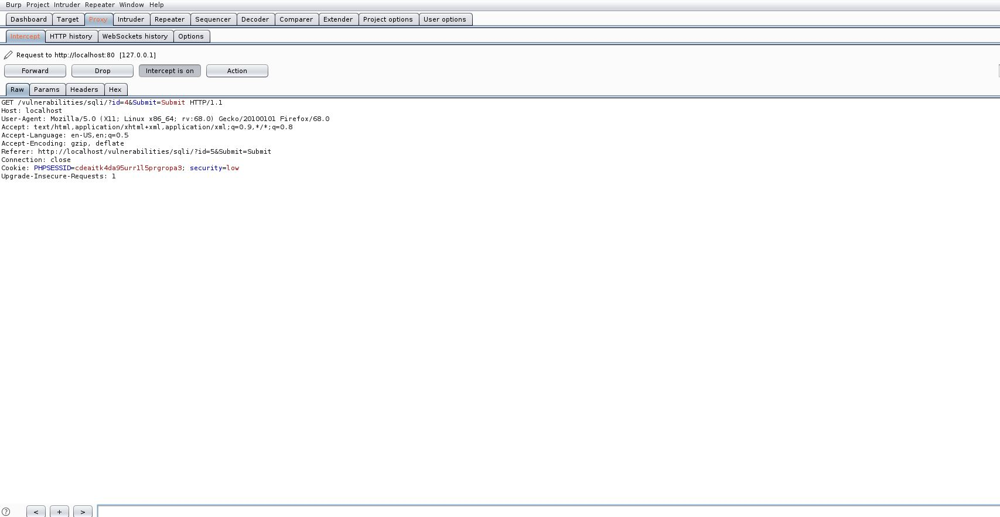 Burp Project Intruder Repeater Window Help
Dashboard Target Proxy Intruder Repeater Sequencer Decoder Comparer Extender Project options User options
Intercept HTTP history WebSockets history Options
Request to http://localhost:80 [127.0.0.1]
Forward Drop Intercept is on Action
Raw Params Headers Hex
GET /vulnerabilities/sqli/?id=4&Submit=Submit HTTP/1.1
Host: localhost
User-Agent: Mozilla/5.0 (X11; Linux x86_64; rv:68.0) Gecko/20100101 Firefox/68.0
Accept: text/html,application/xhtml+xml,application/xml;q=0.9,*/*;q=0.8
Accept-Language: en-US,en;q=0.5
Accept-Encoding: gzip, deflate
Referer: http://localhost/vulnerabilities/sqli/?id=5&Submit=Submit
Connection: close
Cookie: PHPSESSID=cdeaitk4da95urr1l5prgropa3; security=low
Upgrade-Insecure-Requests: 1
? < + >